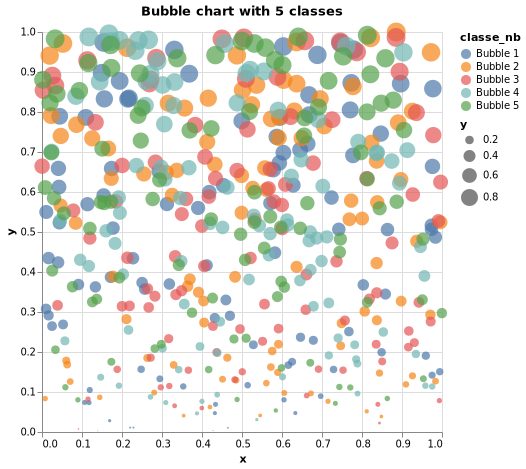 Bubble chart with 5 classes
classe_nb
Bubble 1
Bubble 2
Bubble 3
Bubble 4
Bubble 5
y
0.2
0.4
0.6
0.8
1.0
0.9
0.8
0.7
0.6
0.5
0.4
0.3
0.2
0.1
0.0
y
0.0 0.1 0.2 0.3 0.4 0.5 0.6 0.7 0.8 0.9 1.0
x